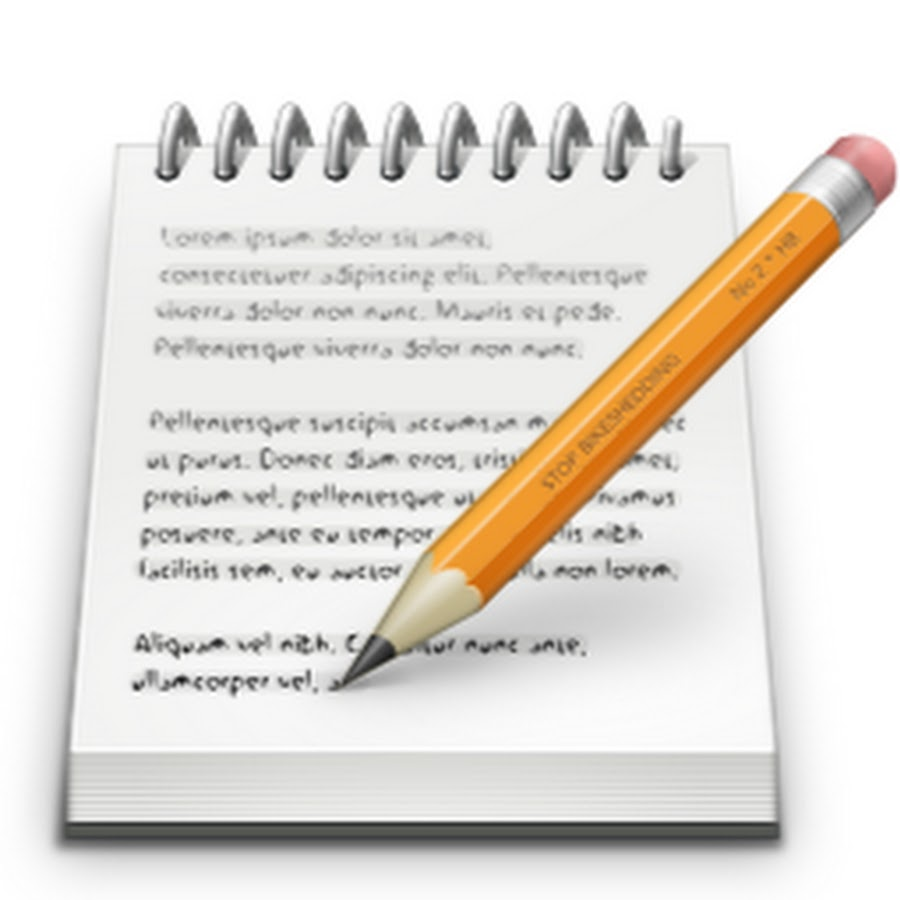 Lorem ipsum dolor sit amet,
consectetuer adipiscing elit. Pellentesque
viverra dolor non nunc. Mauris et pede.
Pellentesque viverra dolor non nunc.
Pellentesque suscipit accumsan
ut purus. Donec diam eros,
pretium vel, pellentesque
posuere, ante eu tempor nibh
facilisis sem, eu auctor non lorem,
Aliquam vel nibh. nunc ante,
ullamcorper vel,
No 2 * HB
STOP BIKESHEDDING